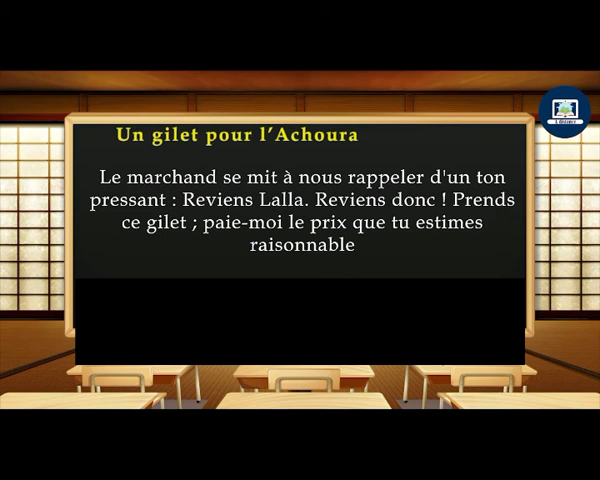 Un gilet pour l'Achoura
Le marchand se mit à nous rappeler d'un ton
pressant : Reviens Lalla. Reviens donc ! Prends
ce gilet ; paie-moi le prix que tu estimes
raisonnable